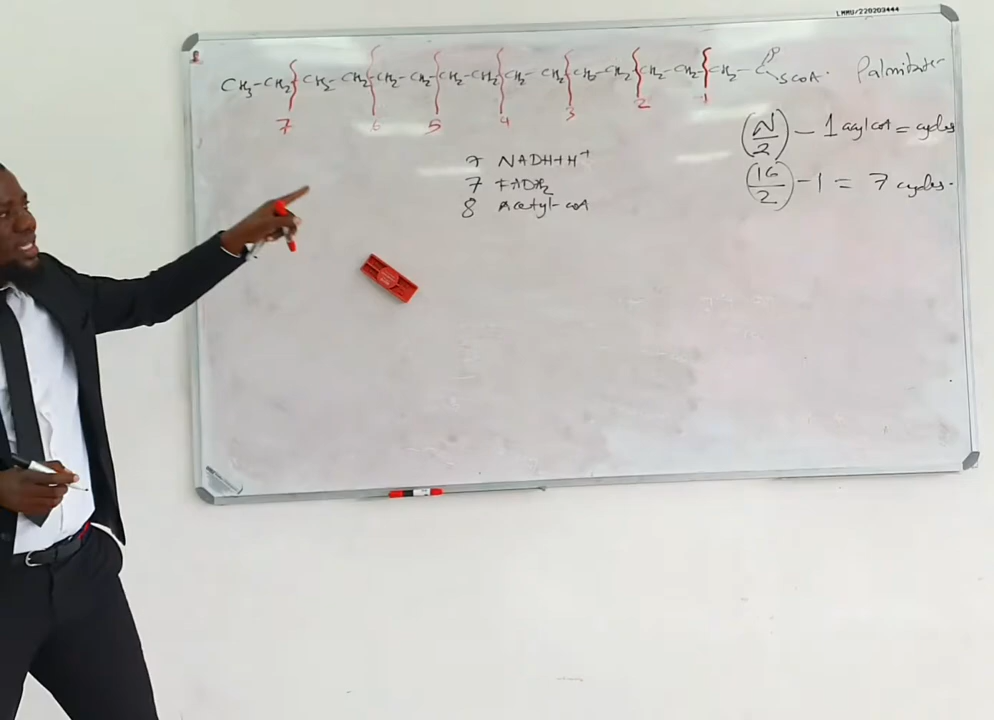 LMMU/220203444
CH3-CH2-CH2-CH2-CH2-CH2-CH2-CH2-CH2-CH2-CH2-CH2-CH2-CH2-CH2-C SCOA. Palmitate
7 6 5 4 3 2 1
(N/2) - 1 acylCoA = cycles
7 NADH+H+
7 FADH2
(16/2) - 1 = 7 cycles.
8 Acetyl-CoA